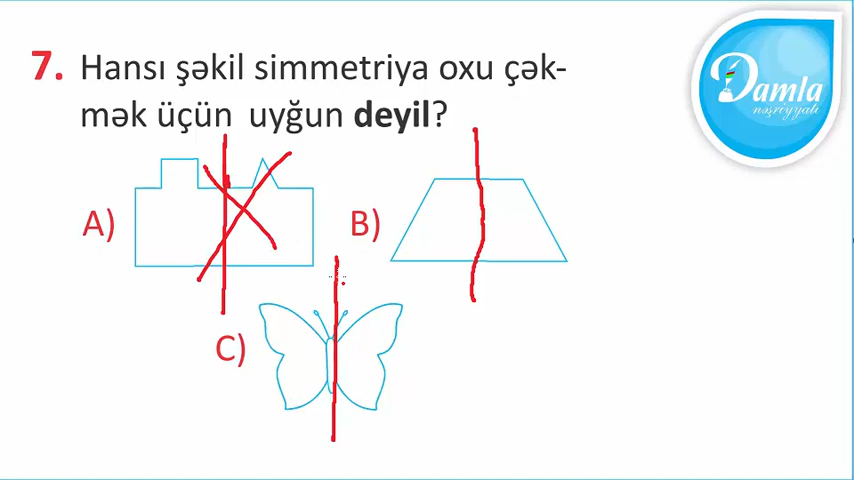 7. Hansı şəkil simmetriya oxu çək-
mək üçün uyğun deyil?
Damla
nəşriyyatı
A)
B)
C)